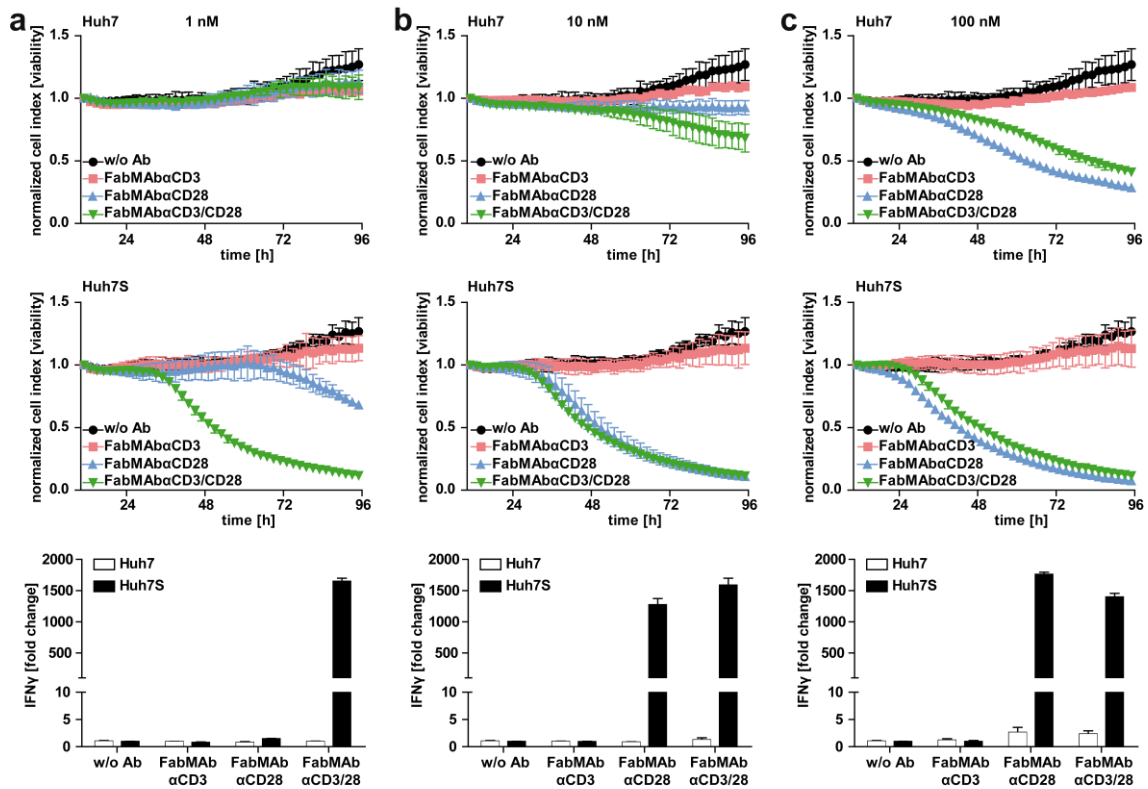 a
Huh7 1 nM
normalized cell index [viability]
1.5
1.0
0.5
0.0
w/o Ab
FabMAbαCD3
FabMAbαCD28
FabMAbαCD3/CD28
24 48 72 96
time [h]
b
Huh7 10 nM
normalized cell index [viability]
1.5
1.0
0.5
0.0
w/o Ab
FabMAbαCD3
FabMAbαCD28
FabMAbαCD3/CD28
24 48 72 96
time [h]
c
Huh7 100 nM
normalized cell index [viability]
1.5
1.0
0.5
0.0
w/o Ab
FabMAbαCD3
FabMAbαCD28
FabMAbαCD3/CD28
24 48 72 96
time [h]
Huh7S
normalized cell index [viability]
1.5
1.0
0.5
0.0
w/o Ab
FabMAbαCD3
FabMAbαCD28
FabMAbαCD3/CD28
24 48 72 96
time [h]
Huh7S
normalized cell index [viability]
1.5
1.0
0.5
0.0
w/o Ab
FabMAbαCD3
FabMAbαCD28
FabMAbαCD3/CD28
24 48 72 96
time [h]
Huh7S
normalized cell index [viability]
1.5
1.0
0.5
0.0
w/o Ab
FabMAbαCD3
FabMAbαCD28
FabMAbαCD3/CD28
24 48 72 96
time [h]
IFNγ [fold change]
2000
1500
1000
500
10
5
0
Huh7
Huh7S
w/o Ab FabMAb FabMAb FabMAb
αCD3 αCD28 αCD3/28
IFNγ [fold change]
2000
1500
1000
500
10
5
0
Huh7
Huh7S
w/o Ab FabMAb FabMAb FabMAb
αCD3 αCD28 αCD3/28
IFNγ [fold change]
2000
1500
1000
500
10
5
0
Huh7
Huh7S
w/o Ab FabMAb FabMAb FabMAb
αCD3 αCD28 αCD3/28